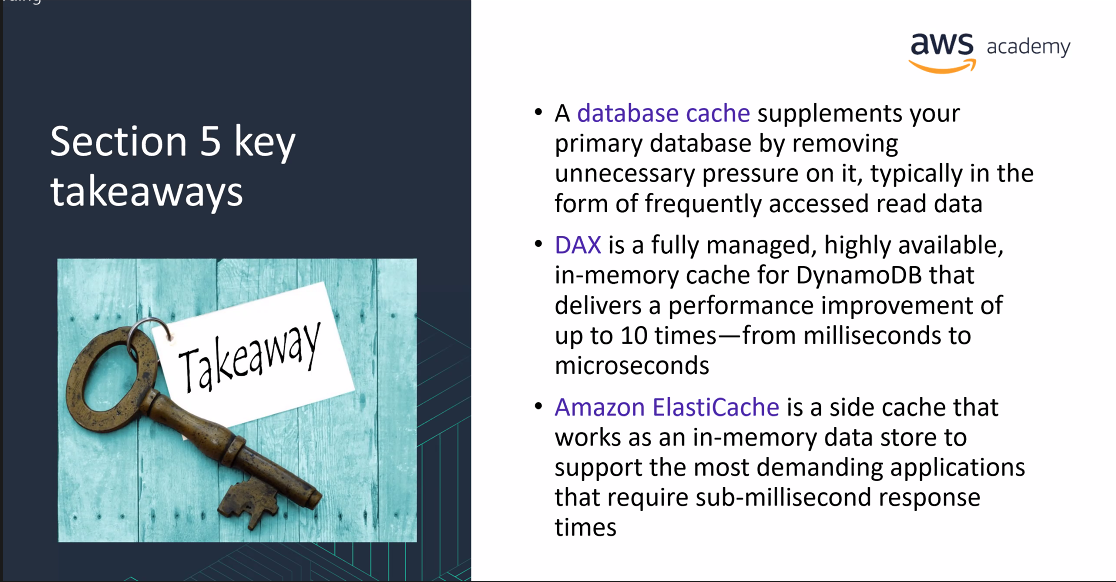 Section 5 key
takeaways
Takeaway
aws academy
• A database cache supplements your
primary database by removing
unnecessary pressure on it, typically in the
form of frequently accessed read data
• DAX is a fully managed, highly available,
in-memory cache for DynamoDB that
delivers a performance improvement of
up to 10 times—from milliseconds to
microseconds
• Amazon ElastiCache is a side cache that
works as an in-memory data store to
support the most demanding applications
that require sub-millisecond response
times